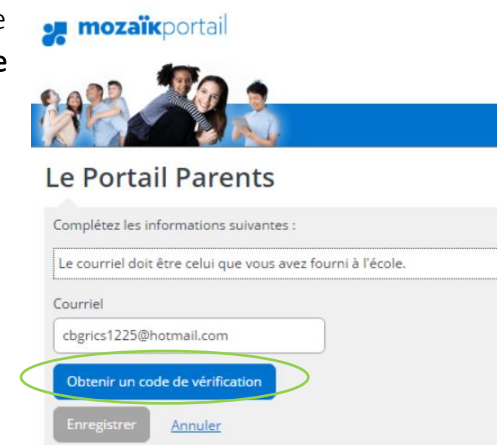 e
e
mozaïkportail
Le Portail Parents
Complétez les informations suivantes :
Le courriel doit être celui que vous avez fourni à l'école.
Courriel
cbgrics1225@hotmail.com
Obtenir un code de vérification
Enregistrer Annuler